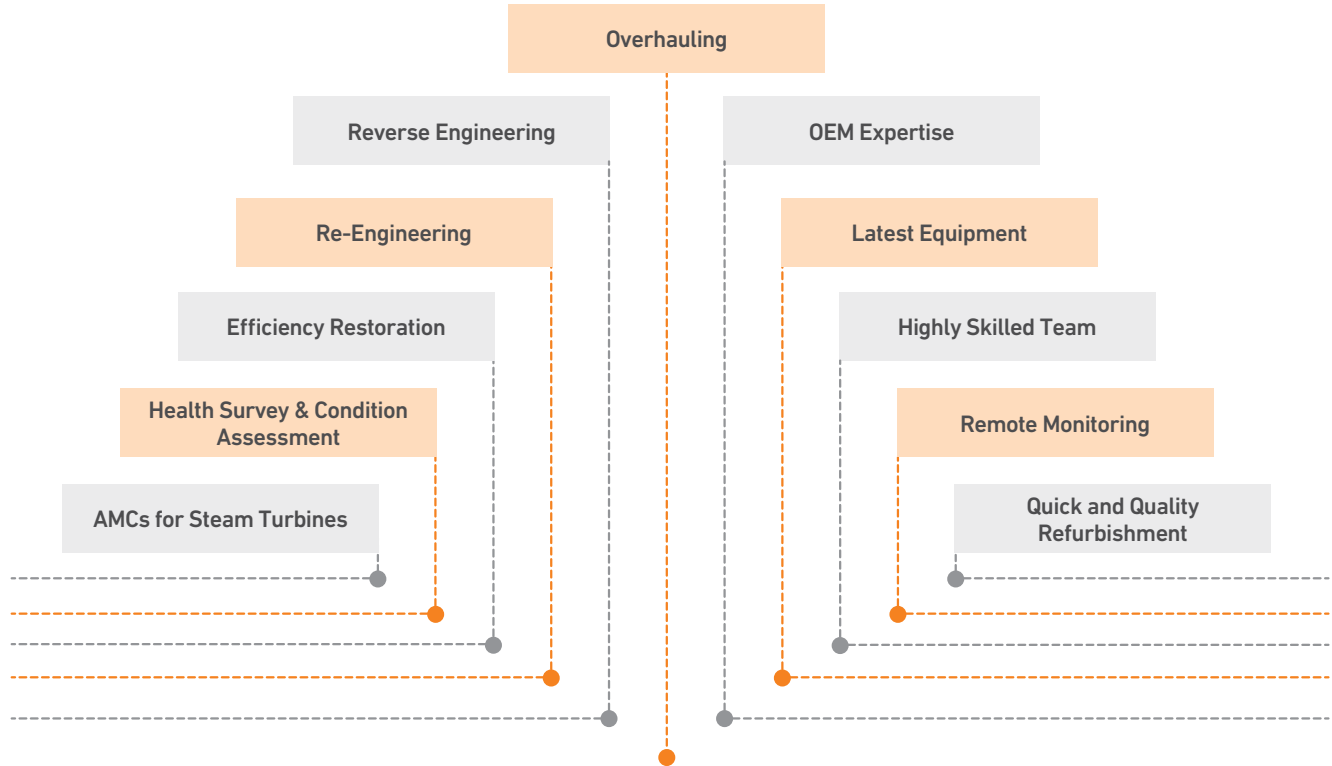 Overhauling
Reverse Engineering
OEM Expertise
Re-Engineering
Latest Equipment
Efficiency Restoration
Highly Skilled Team
Health Survey & Condition
Assessment
Remote Monitoring
AMCs for Steam Turbines
Quick and Quality
Refurbishment